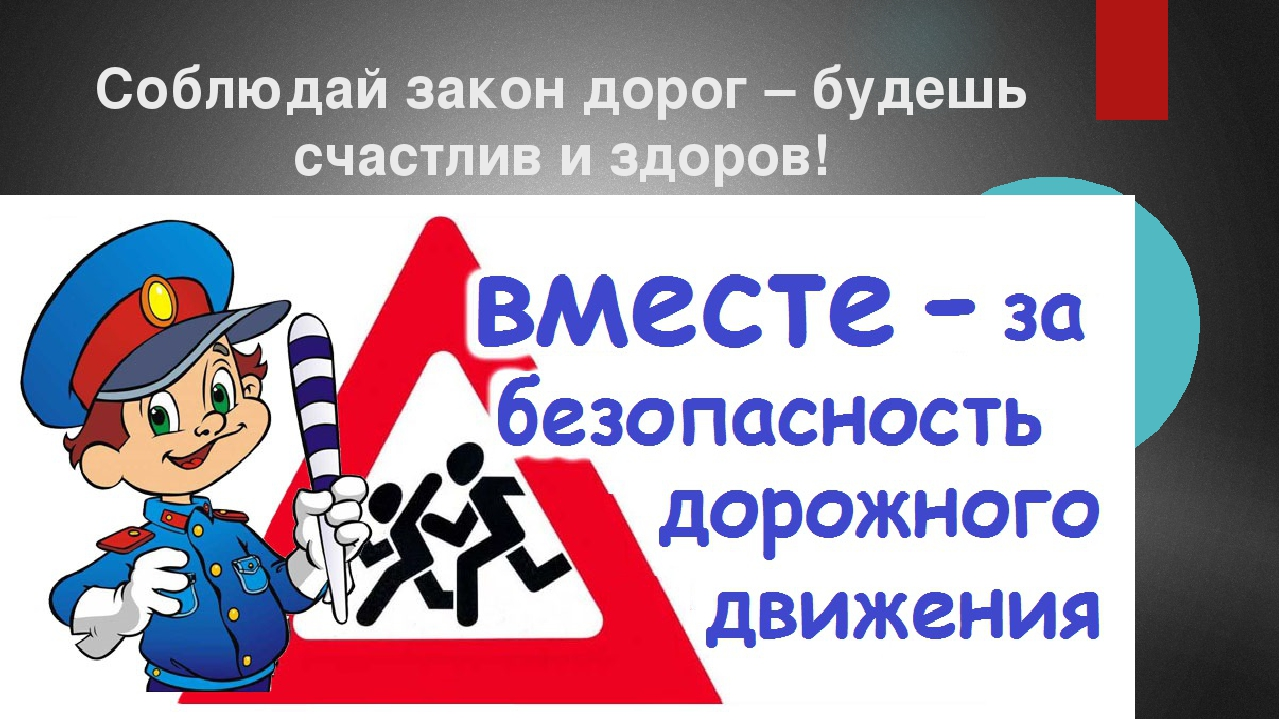 Соблюдай закон дорог – будешь
счастлив и здоров!
вместе – за
безопасность
дорожного
движения